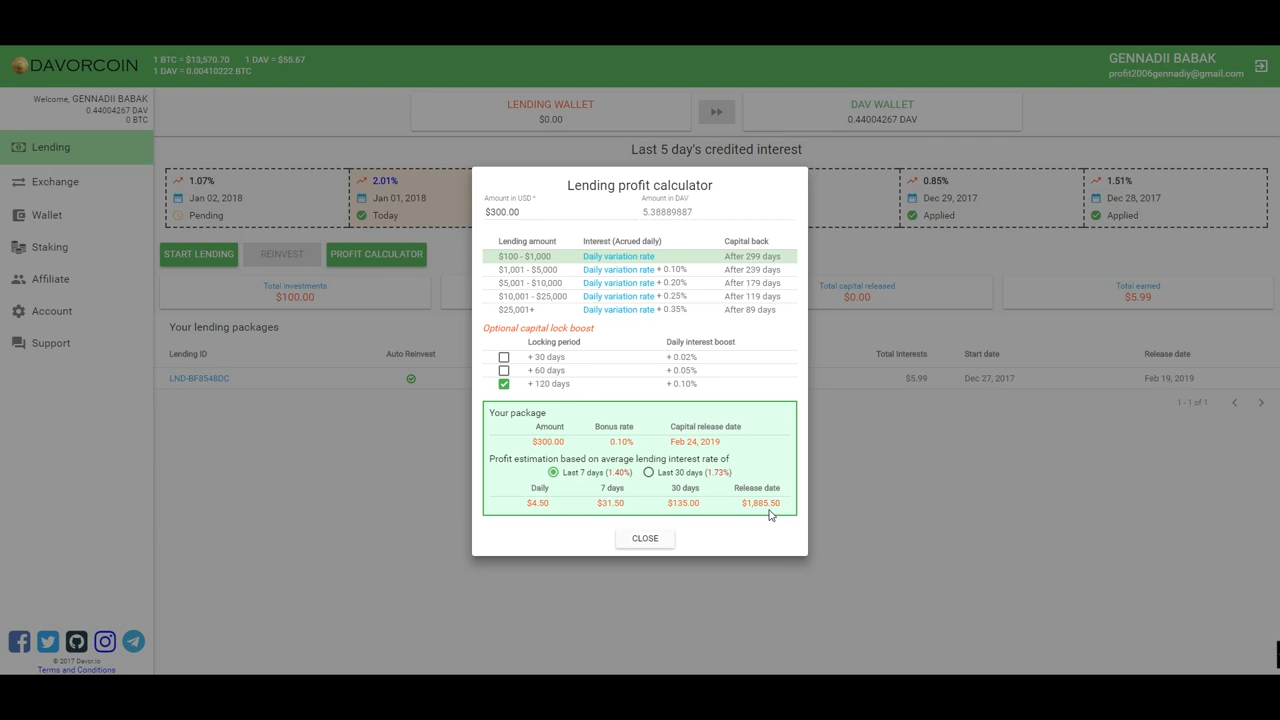 DAVORCOIN
1 BTC = $13,570.70 1 DAV = $55.67
1 DAV = 0.00410222 BTC
GENNADII BABAK
profit2006gennadiy@gmail.com
Welcome, GENNADII BABAK
0.44004267 DAV
0 BTC
LENDING WALLET
$0.00
DAV WALLET
0.44004267 DAV
Lending
Exchange
Wallet
Staking
Affiliate
Account
Support
Last 5 day's credited interest
1.07%
Jan 02, 2018
Pending
2.01%
Jan 01, 2018
Today
0.85%
Dec 29, 2017
Applied
1.51%
Dec 28, 2017
Applied
START LENDING REINVEST PROFIT CALCULATOR
Total investments
$100.00
Total capital released
$0.00
Total earned
$5.99
Your lending packages
Lending ID Auto Reinvest Total Interests Start date Release date
LND-BF8548DC $5.99 Dec 27, 2017 Feb 19, 2019
1 - 1 of 1
Lending profit calculator
Amount in USD * Amount in DAV
$300.00 5.38889887
Lending amount Interest (Accrued daily) Capital back
$100 - $1,000 Daily variation rate After 299 days
$1,001 - $5,000 Daily variation rate + 0.10% After 239 days
$5,001 - $10,000 Daily variation rate + 0.20% After 179 days
$10,001 - $25,000 Daily variation rate + 0.25% After 119 days
$25,001+ Daily variation rate + 0.35% After 89 days
Optional capital lock boost
Locking period Daily interest boost
+ 30 days + 0.02%
+ 60 days + 0.05%
+ 120 days + 0.10%
Your package
Amount Bonus rate Capital release date
$300.00 0.10% Feb 24, 2019
Profit estimation based on average lending interest rate of
Last 7 days (1.40%) Last 30 days (1.73%)
Daily 7 days 30 days Release date
$4.50 $31.50 $135.00 $1,885.50
CLOSE
© 2017 Davor.io
Terms and Conditions